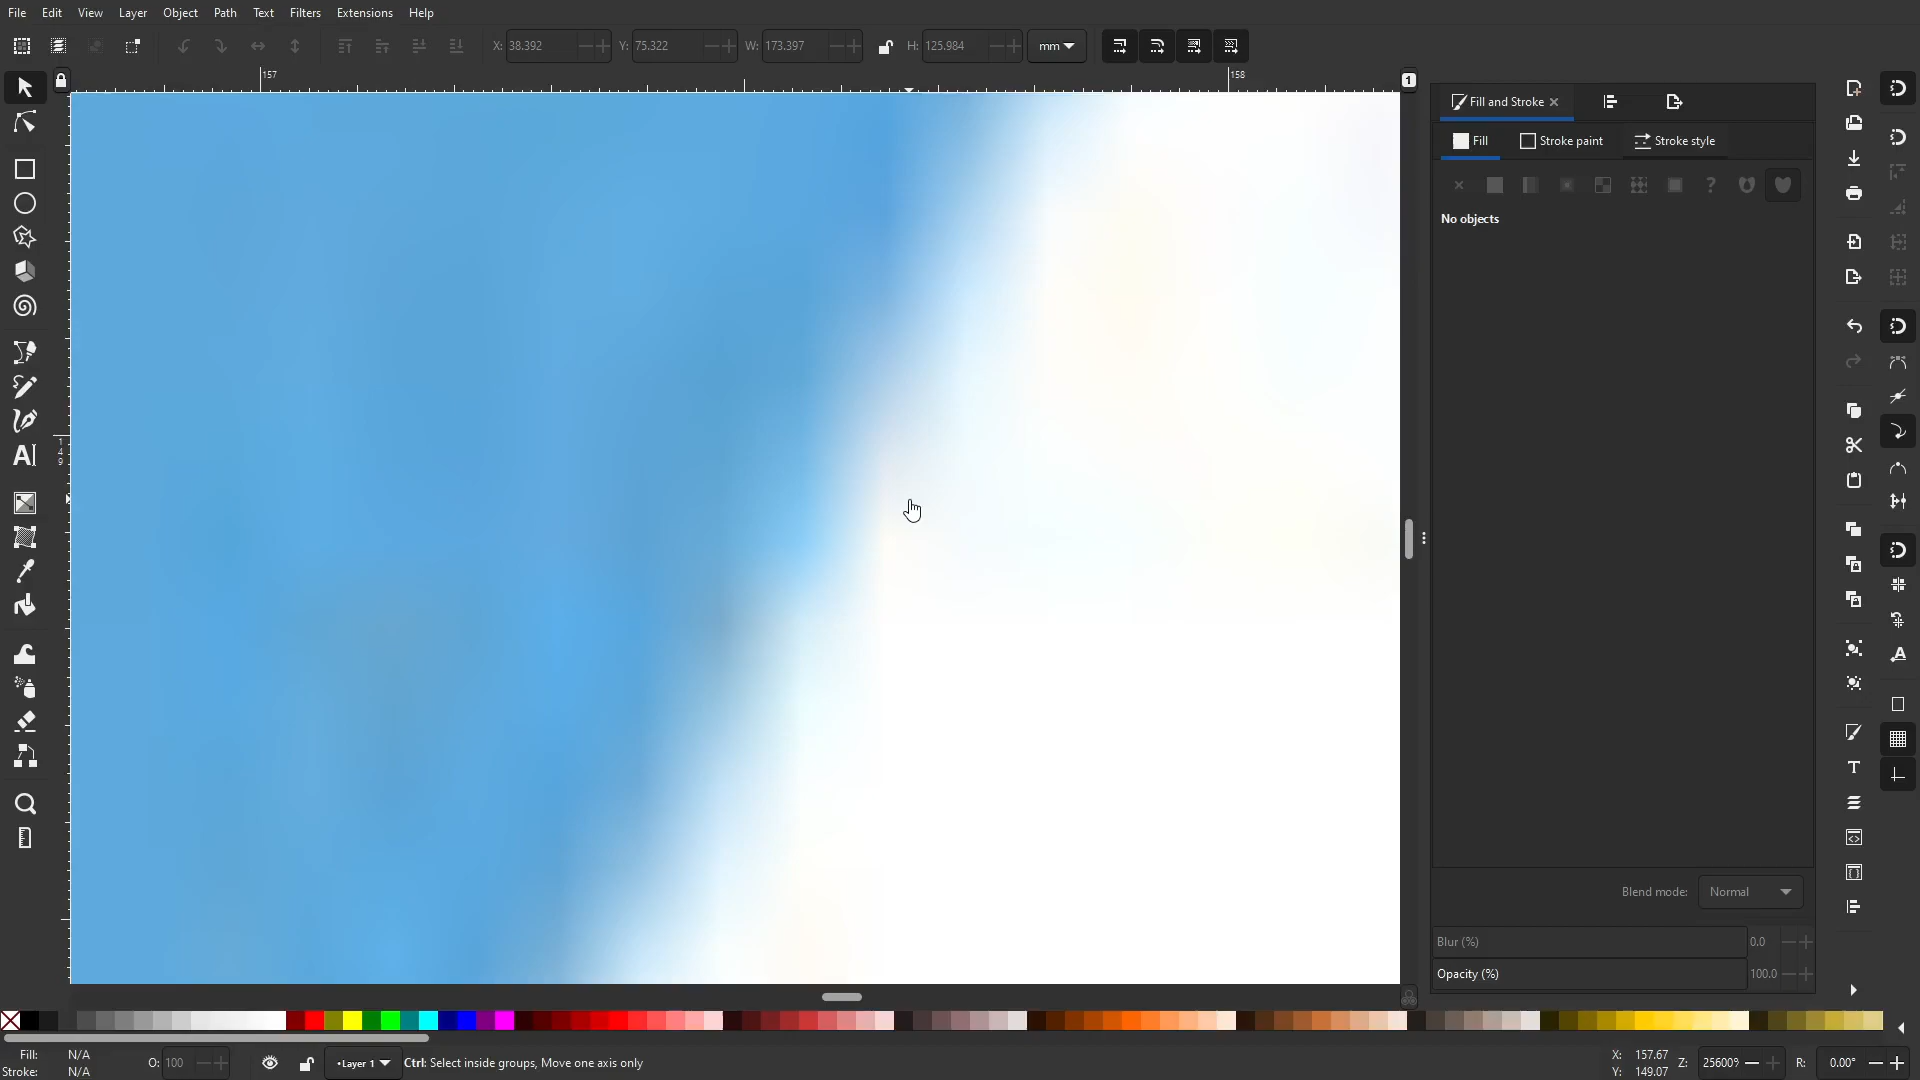 File Edit View Layer Object Path Text Filters Extensions Help
X: 38.392 Y: 75.322 W: 173.397 H: 125.984 mm
157 158 1
Fill and Stroke
Fill Stroke paint Stroke style
No objects
149
Blend mode: Normal
Blur (%) 0.0
Opacity (%) 100.0
Fill: N/A
Stroke: N/A
O: 100
•Layer 1
Ctrl: Select inside groups, Move one axis only
X: 157.67
Y: 149.07
Z: 25600%
R: 0.00°